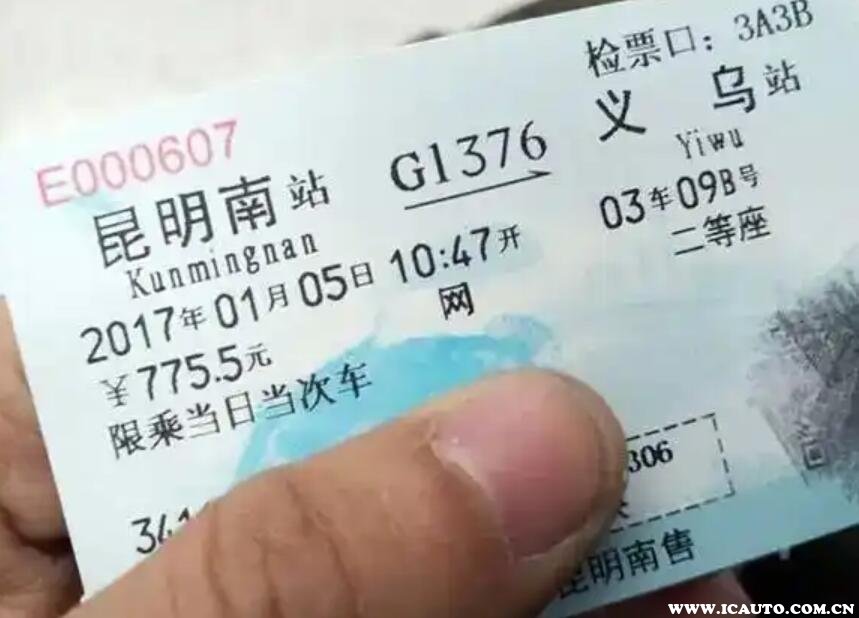 检票口：3A3B
E000607
昆明南站 G1376 义乌站
Kunmingnan Yiwu
2017年01月05日 10:47开 03车09B号
¥775.5元 网 二等座
限乘当日当次车
306
昆明南售
WWW.ICAUTO.COM.CN